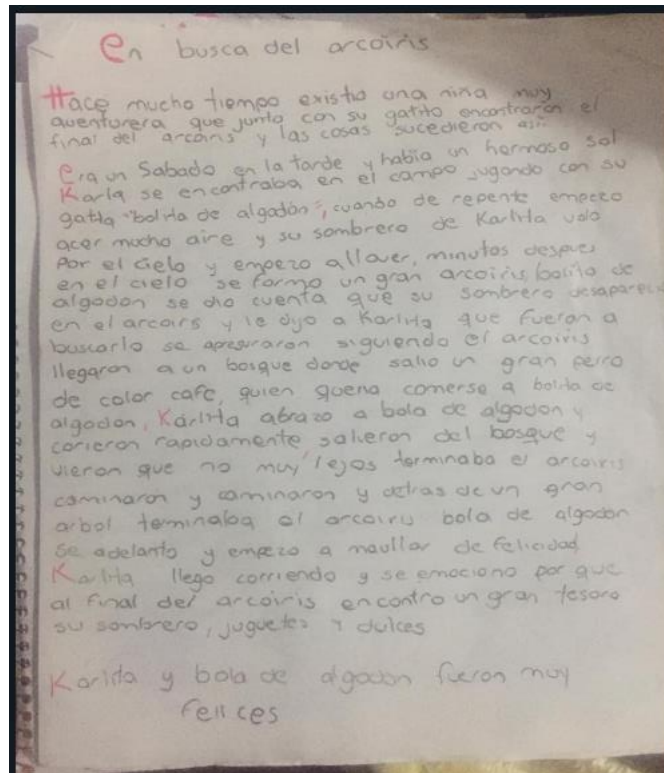 En busca del arcoiris
Hace mucho tiempo existio una niña muy
aventurera que junto con su gatito encontraron el
final del arcoiris y las cosas sucedieron asi:
Era un Sabado en la tarde y habia un hermoso sol
Karla se encontraba en el campo jugando con su
gatita "bolita de algodón", cuando de repente empezo
acer mucho aire y su sombrero de Karlita volo
Por el cielo y empezo allover, minutos despues
en el cielo se formo un gran arcoiris bolita de
algodon se dio cuenta que su sombrero desaparecio
en el arcoirs y le dijo a Karlita que fueran a
buscarlo se apresuraron siguiendo el arcoiris
llegaron a un bosque donde salio un gran perro
de color cafe, quien queria comerse a bolita de
algodon, Karlita abrazo a bola de algodon y
corieron rapidamente salieron del bosque y
vieron que no muy lejos terminaba el arcoiris
caminaron y caminaron y detras de un gran
arbol terminaba el arcoiris bola de algodon
se adelanto y empezo a maullar de felicidad
Karlita llego corriendo y se emociono por que
al final del arcoiris encontro un gran tesoro
su sombrero, juguetes y dulces
Karlita y bola de algodon fueron muy
felices